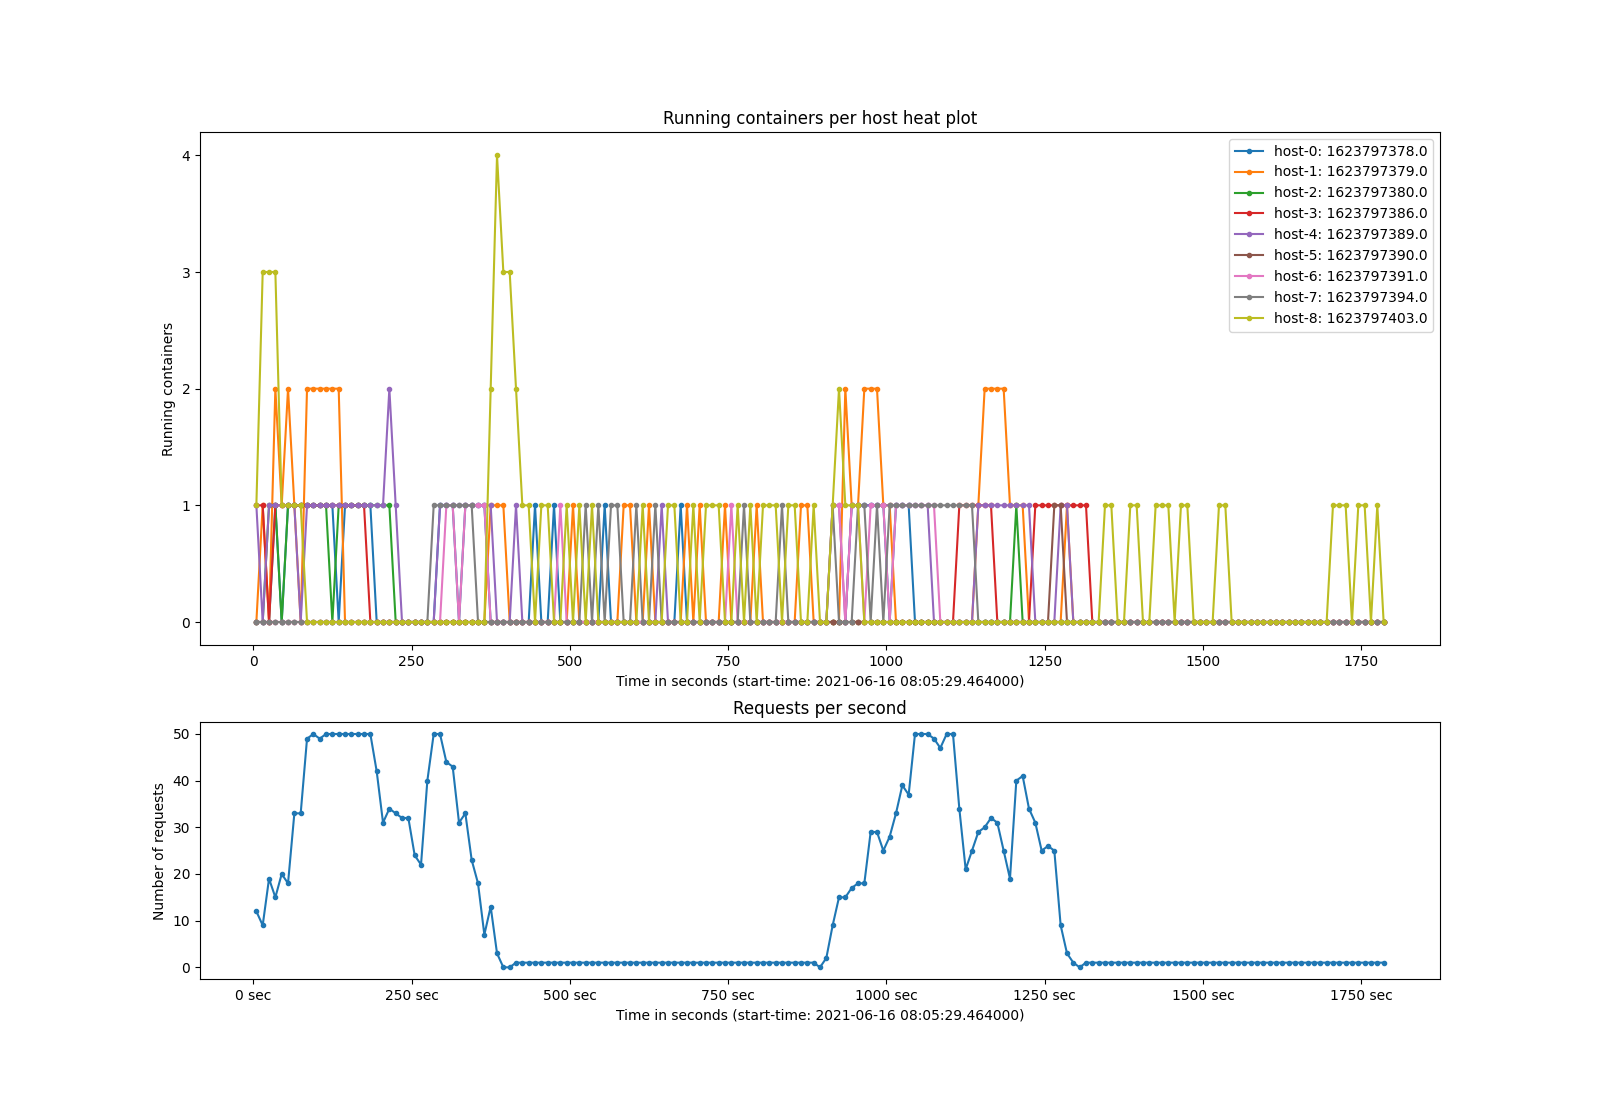 Running containers per host heat plot
Running containers
4
3
2
1
0
host-0: 1623797378.0
host-1: 1623797379.0
host-2: 1623797380.0
host-3: 1623797386.0
host-4: 1623797389.0
host-5: 1623797390.0
host-6: 1623797391.0
host-7: 1623797394.0
host-8: 1623797403.0
0 250 500 750 1000 1250 1500 1750
Time in seconds (start-time: 2021-06-16 08:05:29.464000)
Requests per second
Number of requests
50
40
30
20
10
0
0 sec 250 sec 500 sec 750 sec 1000 sec 1250 sec 1500 sec 1750 sec
Time in seconds (start-time: 2021-06-16 08:05:29.464000)